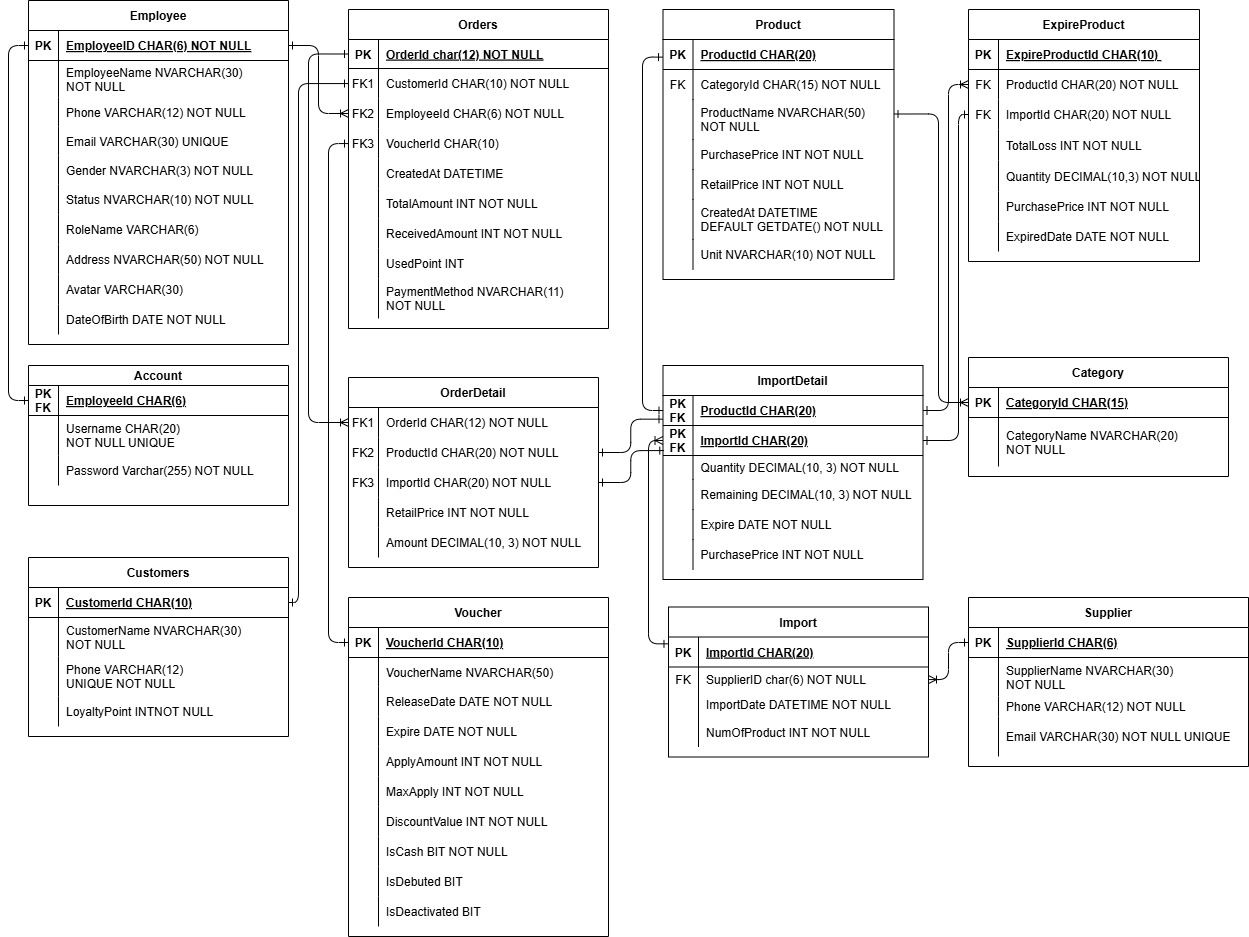 Employee
PK
EmployeeID CHAR(6) NOT NULL
EmployeeName NVARCHAR(30)
NOT NULL
Phone VARCHAR(12) NOT NULL
Email VARCHAR(30) UNIQUE
Gender NVARCHAR(3) NOT NULL
Status NVARCHAR(10) NOT NULL
RoleName VARCHAR(6)
Address NVARCHAR(50) NOT NULL
Avatar VARCHAR(30)
DateOfBirth DATE NOT NULL
Account
PK
FK
EmployeeId CHAR(6)
Username CHAR(20)
NOT NULL UNIQUE
Password Varchar(255) NOT NULL
Customers
PK
CustomerId CHAR(10)
CustomerName NVARCHAR(30)
NOT NULL
Phone VARCHAR(12)
UNIQUE NOT NULL
LoyaltyPoint INTNOT NULL
Orders
PK
OrderId char(12) NOT NULL
FK1
CustomerId CHAR(10) NOT NULL
FK2
EmployeeId CHAR(6) NOT NULL
FK3
VoucherId CHAR(10)
CreatedAt DATETIME
TotalAmount INT NOT NULL
ReceivedAmount INT NOT NULL
UsedPoint INT
PaymentMethod NVARCHAR(11)
NOT NULL
OrderDetail
FK1
OrderId CHAR(12) NOT NULL
FK2
ProductId CHAR(20) NOT NULL
FK3
ImportId CHAR(20) NOT NULL
RetailPrice INT NOT NULL
Amount DECIMAL(10, 3) NOT NULL
Voucher
PK
VoucherId CHAR(10)
VoucherName NVARCHAR(50)
ReleaseDate DATE NOT NULL
Expire DATE NOT NULL
ApplyAmount INT NOT NULL
MaxApply INT NOT NULL
DiscountValue INT NOT NULL
IsCash BIT NOT NULL
IsDebuted BIT
IsDeactivated BIT
Product
PK
ProductId CHAR(20)
FK
CategoryId CHAR(15) NOT NULL
ProductName NVARCHAR(50)
NOT NULL
PurchasePrice INT NOT NULL
RetailPrice INT NOT NULL
CreatedAt DATETIME
DEFAULT GETDATE() NOT NULL
Unit NVARCHAR(10) NOT NULL
ImportDetail
PK
FK
ProductId CHAR(20)
PK
FK
ImportId CHAR(20)
Quantity DECIMAL(10, 3) NOT NULL
Remaining DECIMAL(10, 3) NOT NULL
Expire DATE NOT NULL
PurchasePrice INT NOT NULL
Import
PK
ImportId CHAR(20)
FK
SupplierID char(6) NOT NULL
ImportDate DATETIME NOT NULL
NumOfProduct INT NOT NULL
ExpireProduct
PK
ExpireProductId CHAR(10)
FK
ProductId CHAR(20) NOT NULL
FK
ImportId CHAR(20) NOT NULL
TotalLoss INT NOT NULL
Quantity DECIMAL(10,3) NOT NULL
PurchasePrice INT NOT NULL
ExpiredDate DATE NOT NULL
Category
PK
CategoryId CHAR(15)
CategoryName NVARCHAR(20)
NOT NULL
Supplier
PK
SupplierId CHAR(6)
SupplierName NVARCHAR(30)
NOT NULL
Phone VARCHAR(12) NOT NULL
Email VARCHAR(30) NOT NULL UNIQUE